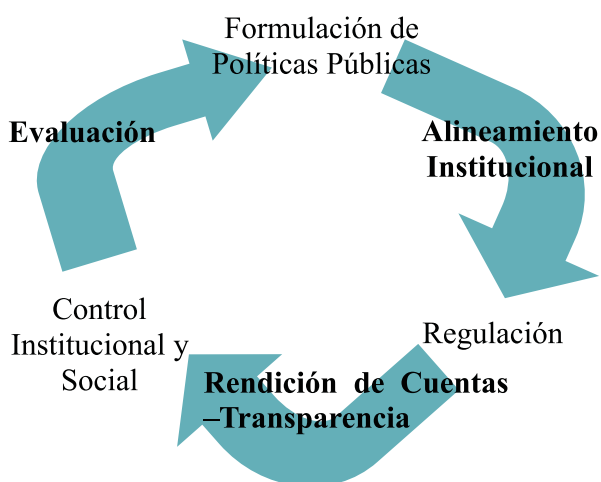 Formulación de
Políticas Públicas
Alineamiento
Institucional
Regulación
Rendición de Cuentas
–Transparencia
Control
Institucional y
Social
Evaluación